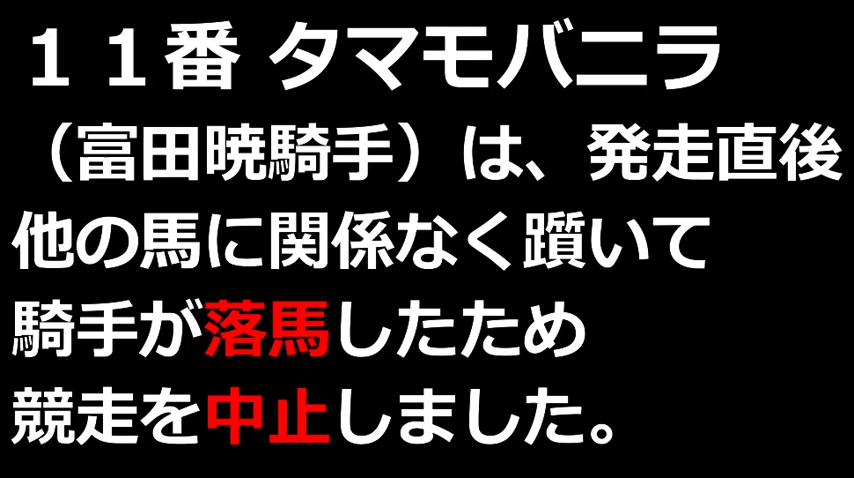 １１番 タマモバニラ
（富田暁騎手）は、発走直後
他の馬に関係なく躓いて
騎手が落馬したため
競走を中止しました。